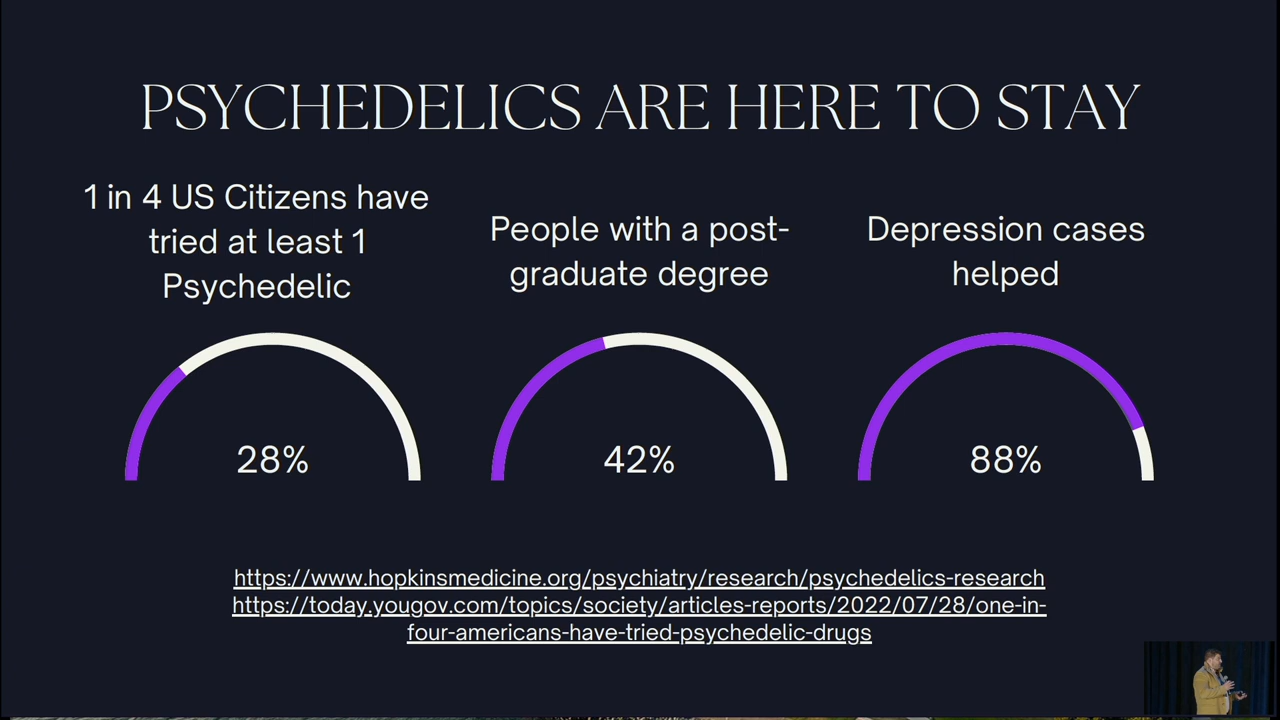 PSYCHEDELICS ARE HERE TO STAY
1 in 4 US Citizens have
tried at least 1
Psychedelic
28%
People with a post-
graduate degree
42%
Depression cases
helped
88%
https://www.hopkinsmedicine.org/psychiatry/research/psychedelics-research
https://today.yougov.com/topics/society/articles-reports/2022/07/28/one-in-
four-americans-have-tried-psychedelic-drugs